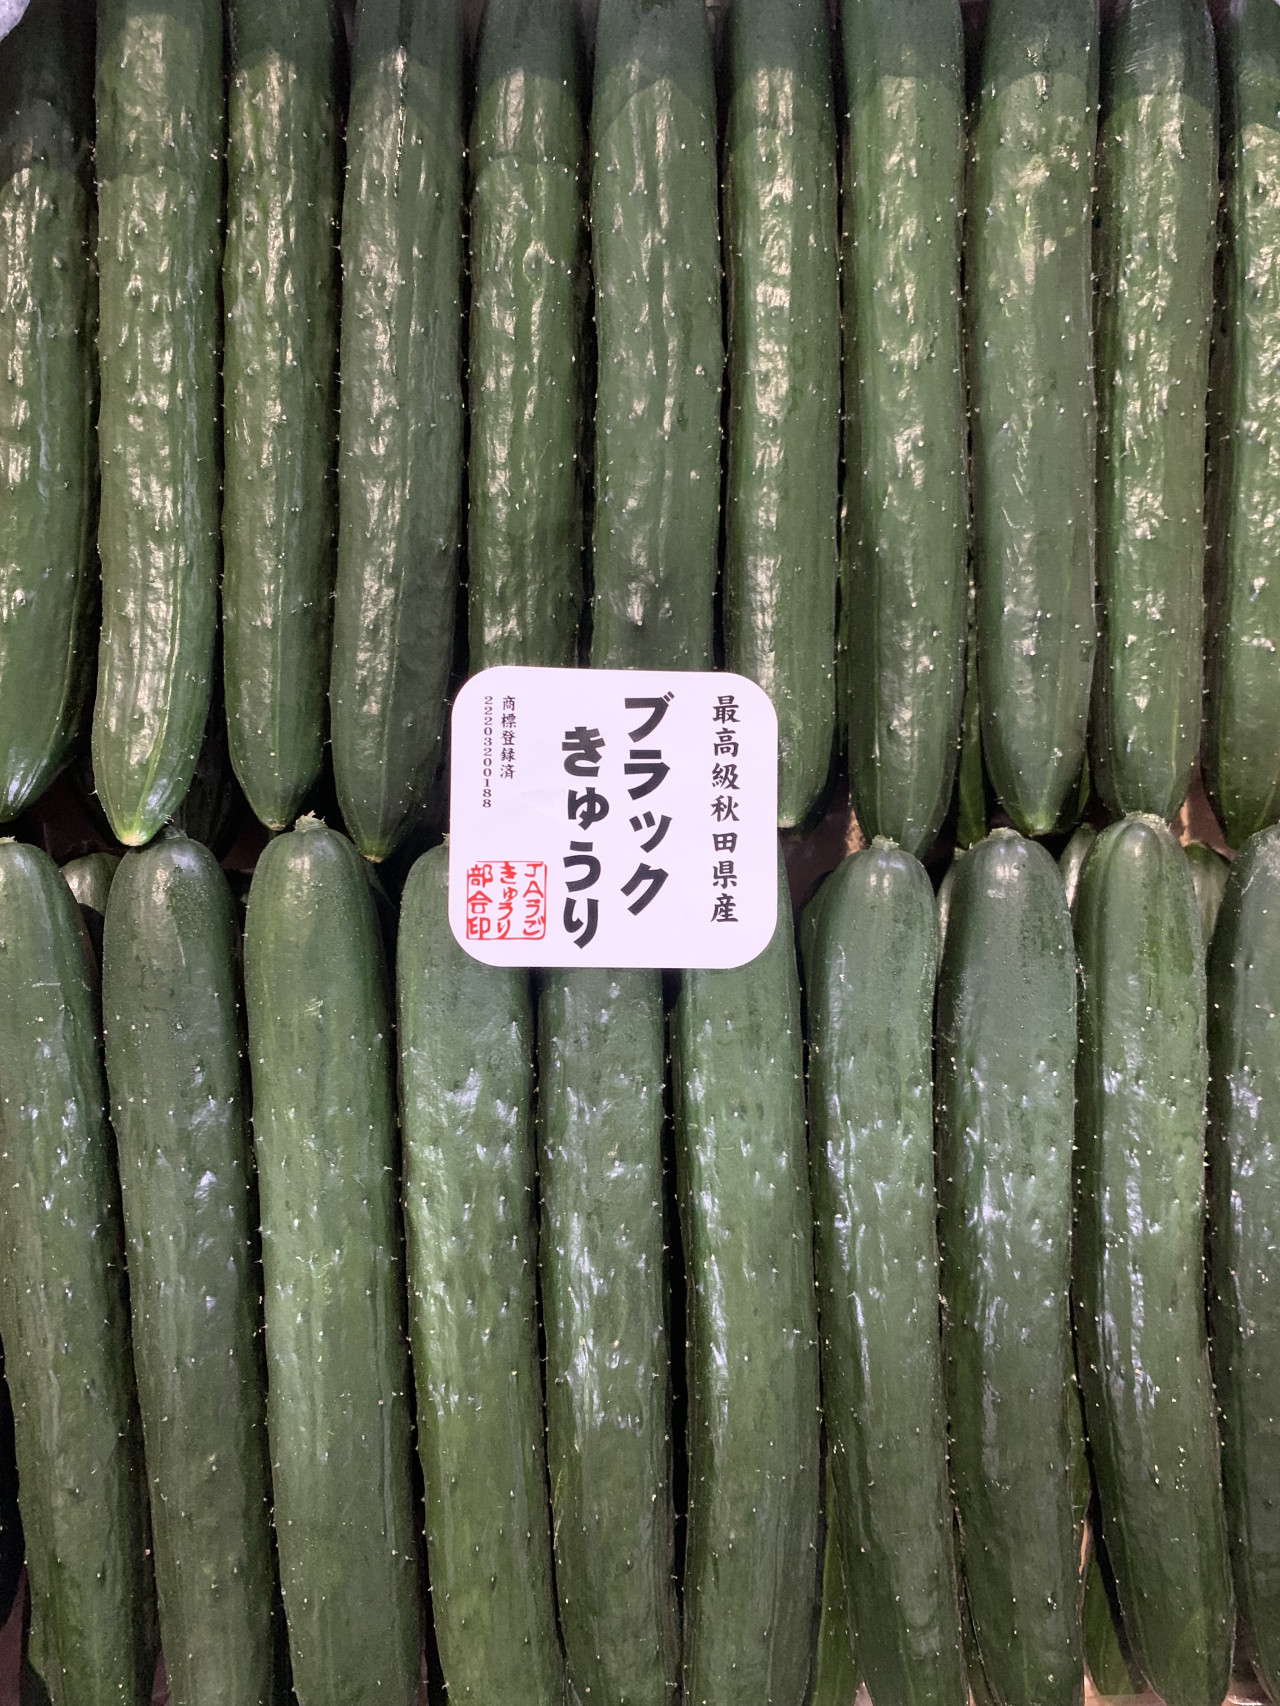 最高級秋田県産
ブラック
きゅうり
商標登録済
22203200188
JAうご
きゅうり
部会印